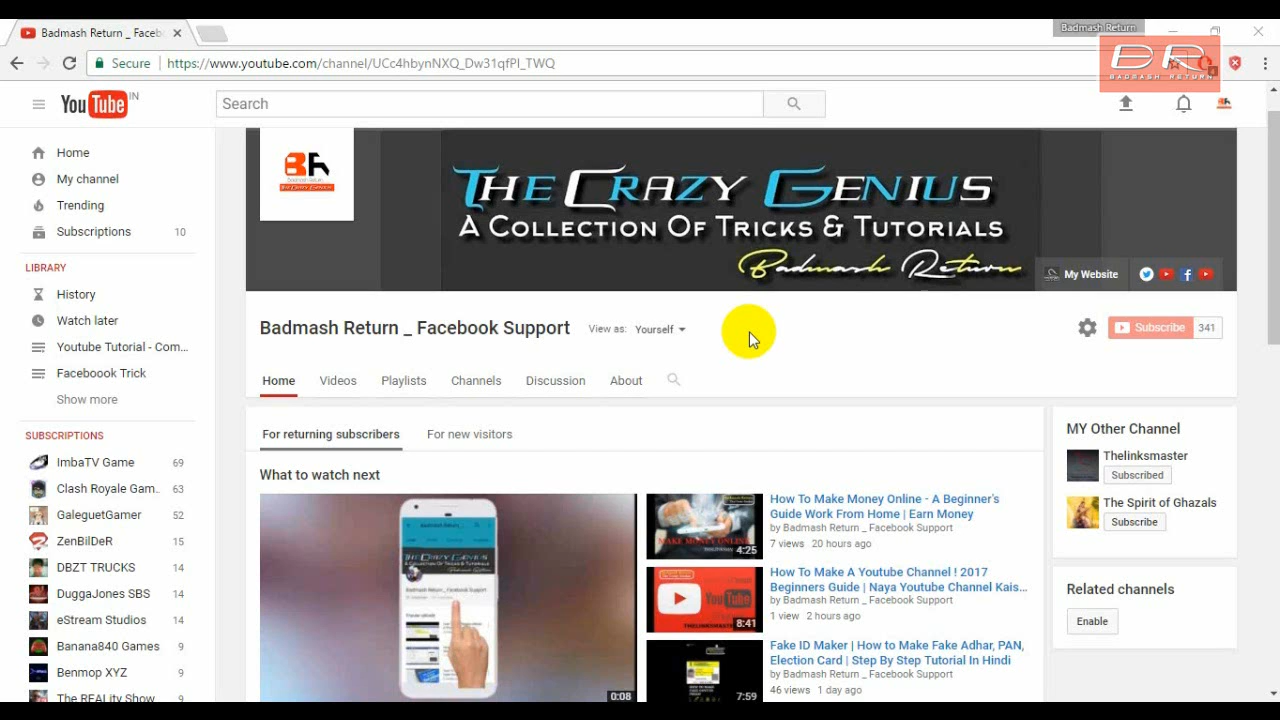 Badmash Return _ Faceb
Badmash Return
Secure
BADMASH RETURN
YouTube IN
Search
Home
My channel
Trending
Subscriptions 10
LIBRARY
History
Watch later
Youtube Tutorial - Com...
Faceboook Trick
Show more
SUBSCRIPTIONS
ImbaTV Game 69
Clash Royale Gam.. 63
GaleguetGamer 52
ZenBilDeR 15
DBZT TRUCKS 14
DuggaJones SBS 14
eStream Studios 14
Banana840 Games 9
Benmop XYZ 9
The REALity Show
THE CRAZY GENIUS
A COLLECTION OF TRICKS & TUTORIALS
Badmash Return
My Website
Badmash Return _ Facebook Support
View as: Yourself
Subscribe 341
Home Videos Playlists Channels Discussion About
For returning subscribers For new visitors
What to watch next
0:08
4:25
How To Make Money Online - A Beginner's
Guide Work From Home | Earn Money
by Badmash Return _ Facebook Support
7 views 20 hours ago
8:41
How To Make A Youtube Channel ! 2017
Beginners Guide | Naya Youtube Channel Kais...
by Badmash Return _ Facebook Support
1 view 2 hours ago
7:59
Fake ID Maker | How to Make Fake Adhar, PAN,
Election Card | Step By Step Tutorial In Hindi
by Badmash Return _ Facebook Support
46 views 1 day ago
MY Other Channel
Thelinksmaster
Subscribed
The Spirit of Ghazals
Subscribe
Related channels
Enable